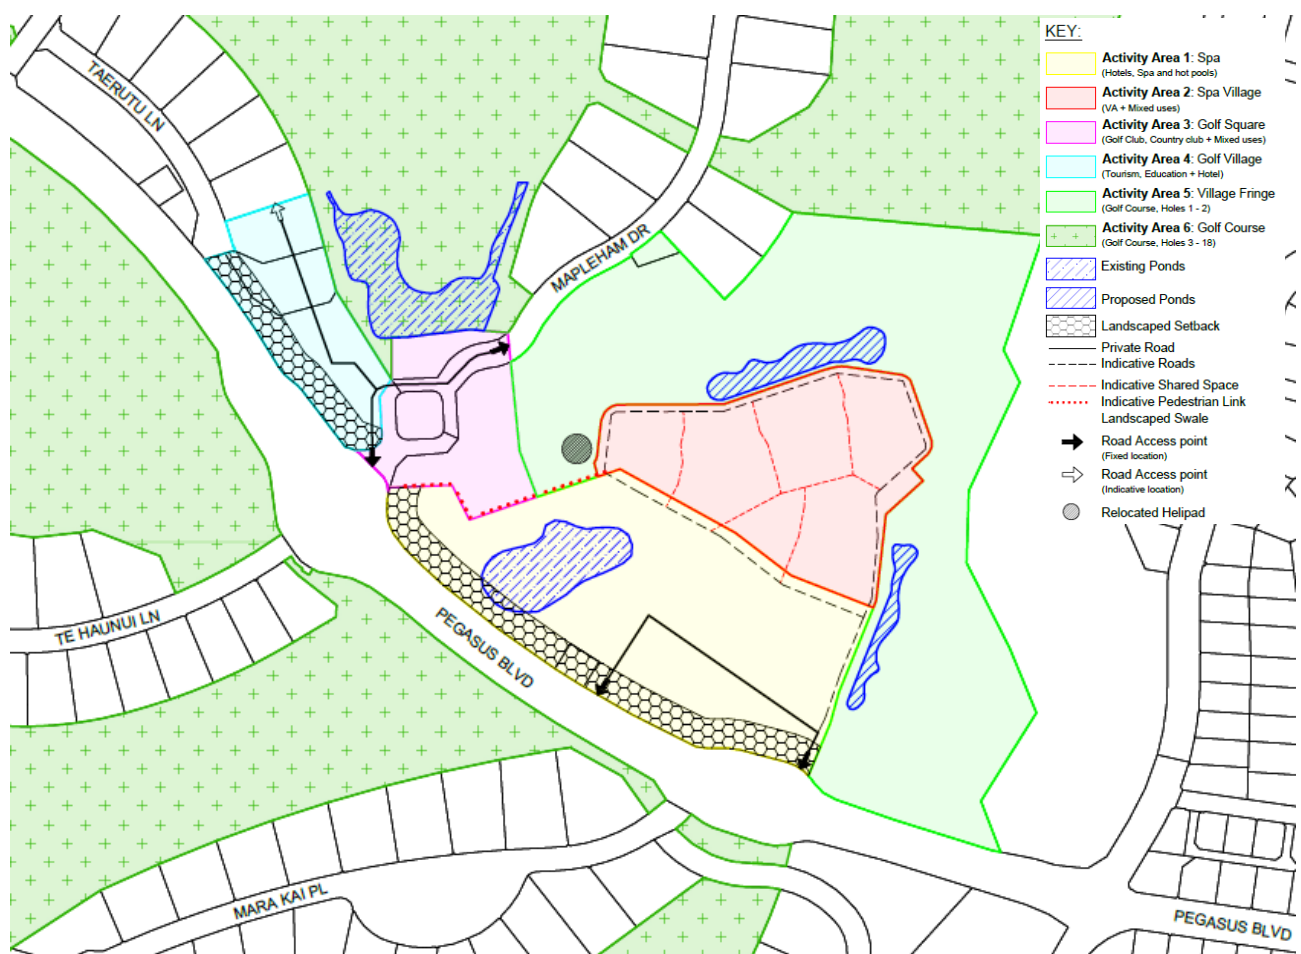 KEY:
Activity Area 1: Spa
(Hotels, Spa and hot pools)
Activity Area 2: Spa Village
(VA + Mixed uses)
Activity Area 3: Golf Square
(Golf Club, Country club + Mixed uses)
Activity Area 4: Golf Village
(Tourism, Education + Hotel)
Activity Area 5: Village Fringe
(Golf Course, Holes 1 - 2)
Activity Area 6: Golf Course
(Golf Course, Holes 3 - 18)
Existing Ponds
Proposed Ponds
Landscaped Setback
Private Road
Indicative Roads
Indicative Shared Space
Indicative Pedestrian Link
Landscaped Swale
Road Access point
(Fixed location)
Road Access point
(Indicative location)
Relocated Helipad
TAERUTU LN
MAPLEHAM DR
TE HAUNUI LN
PEGASUS BLVD
MARA KAI PL
PEGASUS BLVD